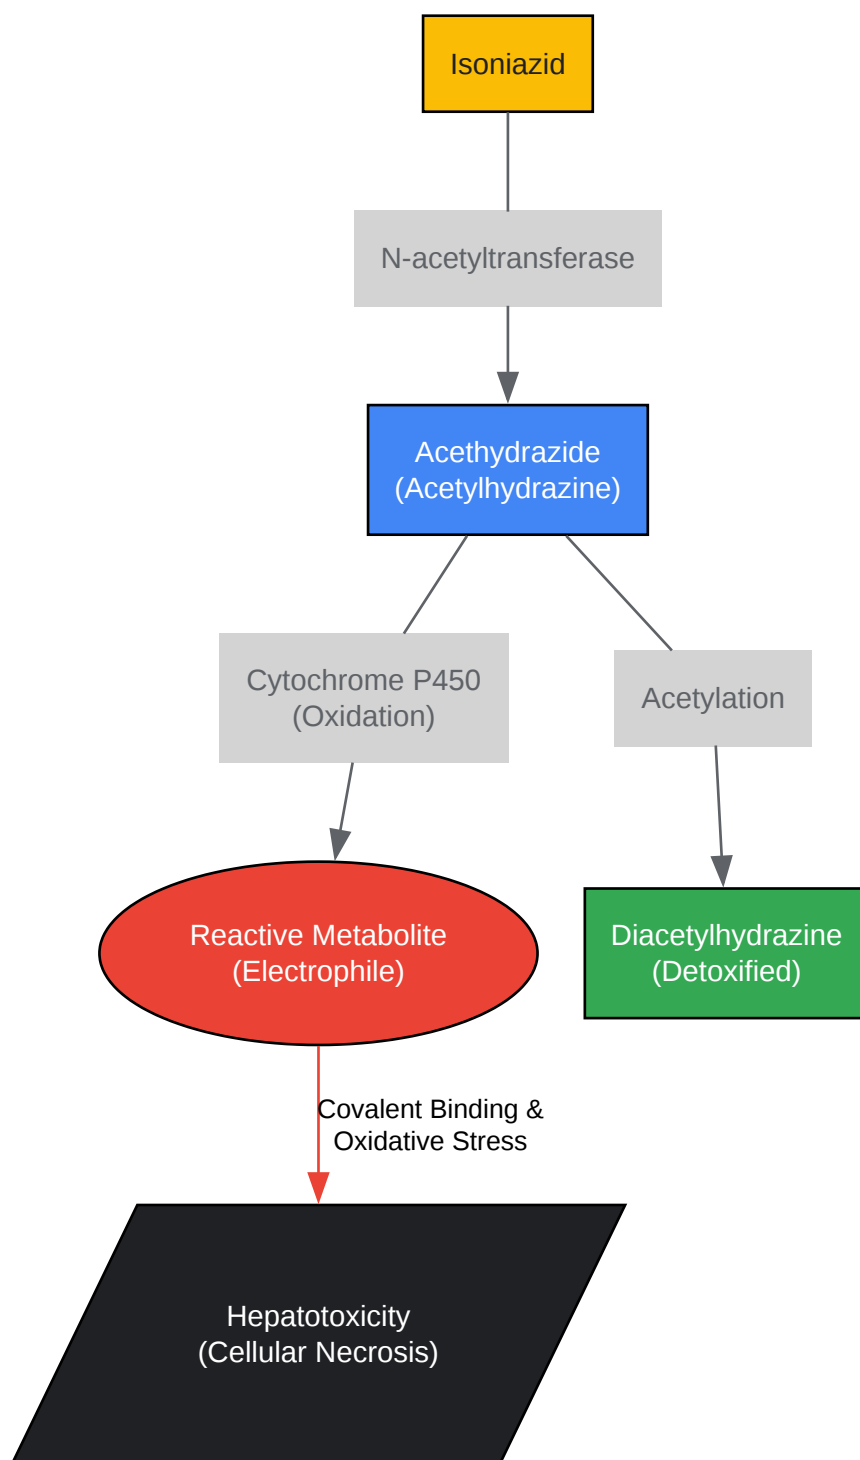 Isoniazid
N-acetyltransferase
Acethydrazide
(Acetylhydrazine)
Cytochrome P450
(Oxidation)
Acetylation
Reactive Metabolite
(Electrophile)
Diacetylhydrazine
(Detoxified)
Covalent Binding &
Oxidative Stress
Hepatotoxicity
(Cellular Necrosis)